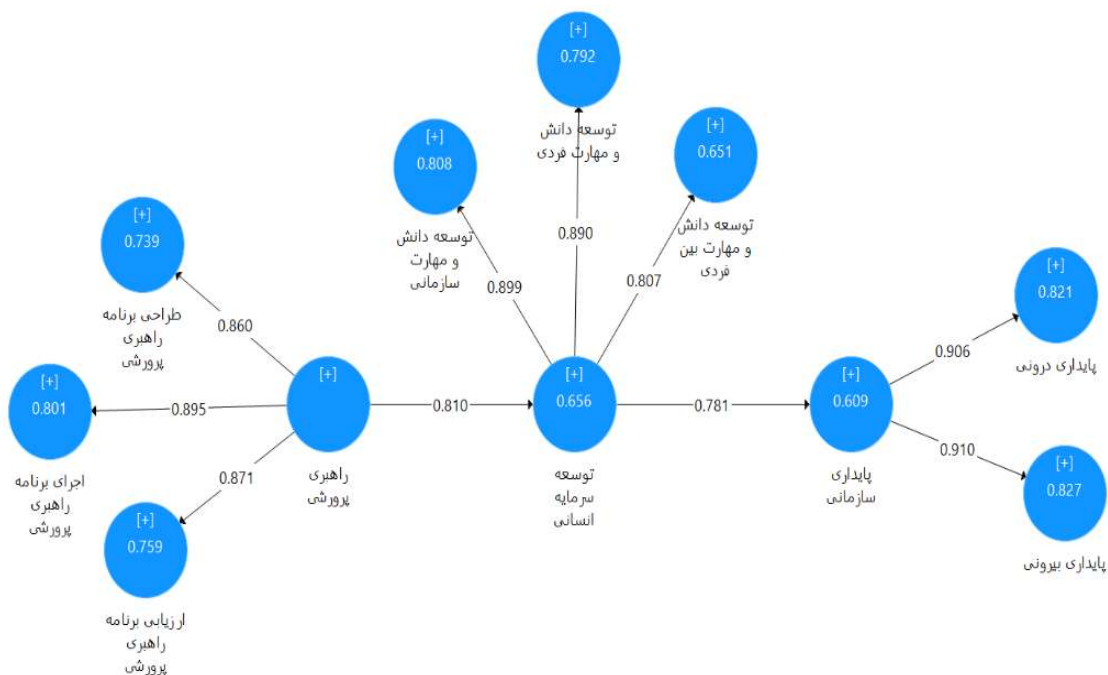 [+]
0.792
توسعه دانش
و مهارت فردی
[+]
0.808
توسعه دانش
و مهارت
سازمانی
[+]
0.651
توسعه دانش
و مهارت بین
فردی
[+]
0.739
طراحی برنامه
راهبری
پرورشی
0.890
0.899
0.807
0.860
[+]
0.821
پایداری درونی
0.906
[+]
0.801
اجرای برنامه
راهبری
پرورشی
0.895
[+]
راهبری
پرورشی
0.810
[+]
0.656
توسعه
سرمایه
انسانی
0.781
[+]
0.609
پایداری
سازمانی
0.910
[+]
0.827
پایداری بیرونی
0.871
[+]
0.759
ارزیابی برنامه
راهبری
پرورشی